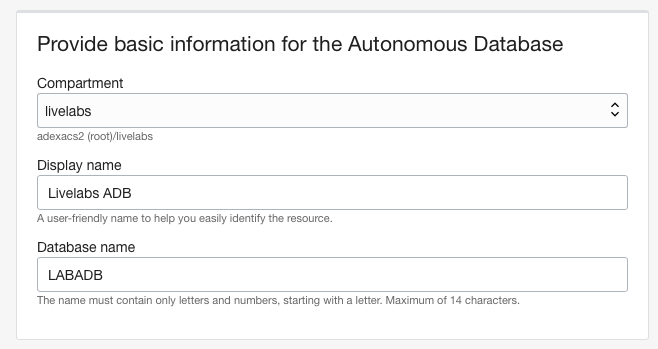 Provide basic information for the Autonomous Database
Compartment
livelabs
adexacs2 (root)/livelabs
Display name
Livelabs ADB
A user-friendly name to help you easily identify the resource.
Database name
LABADB
The name must contain only letters and numbers, starting with a letter. Maximum of 14 characters.